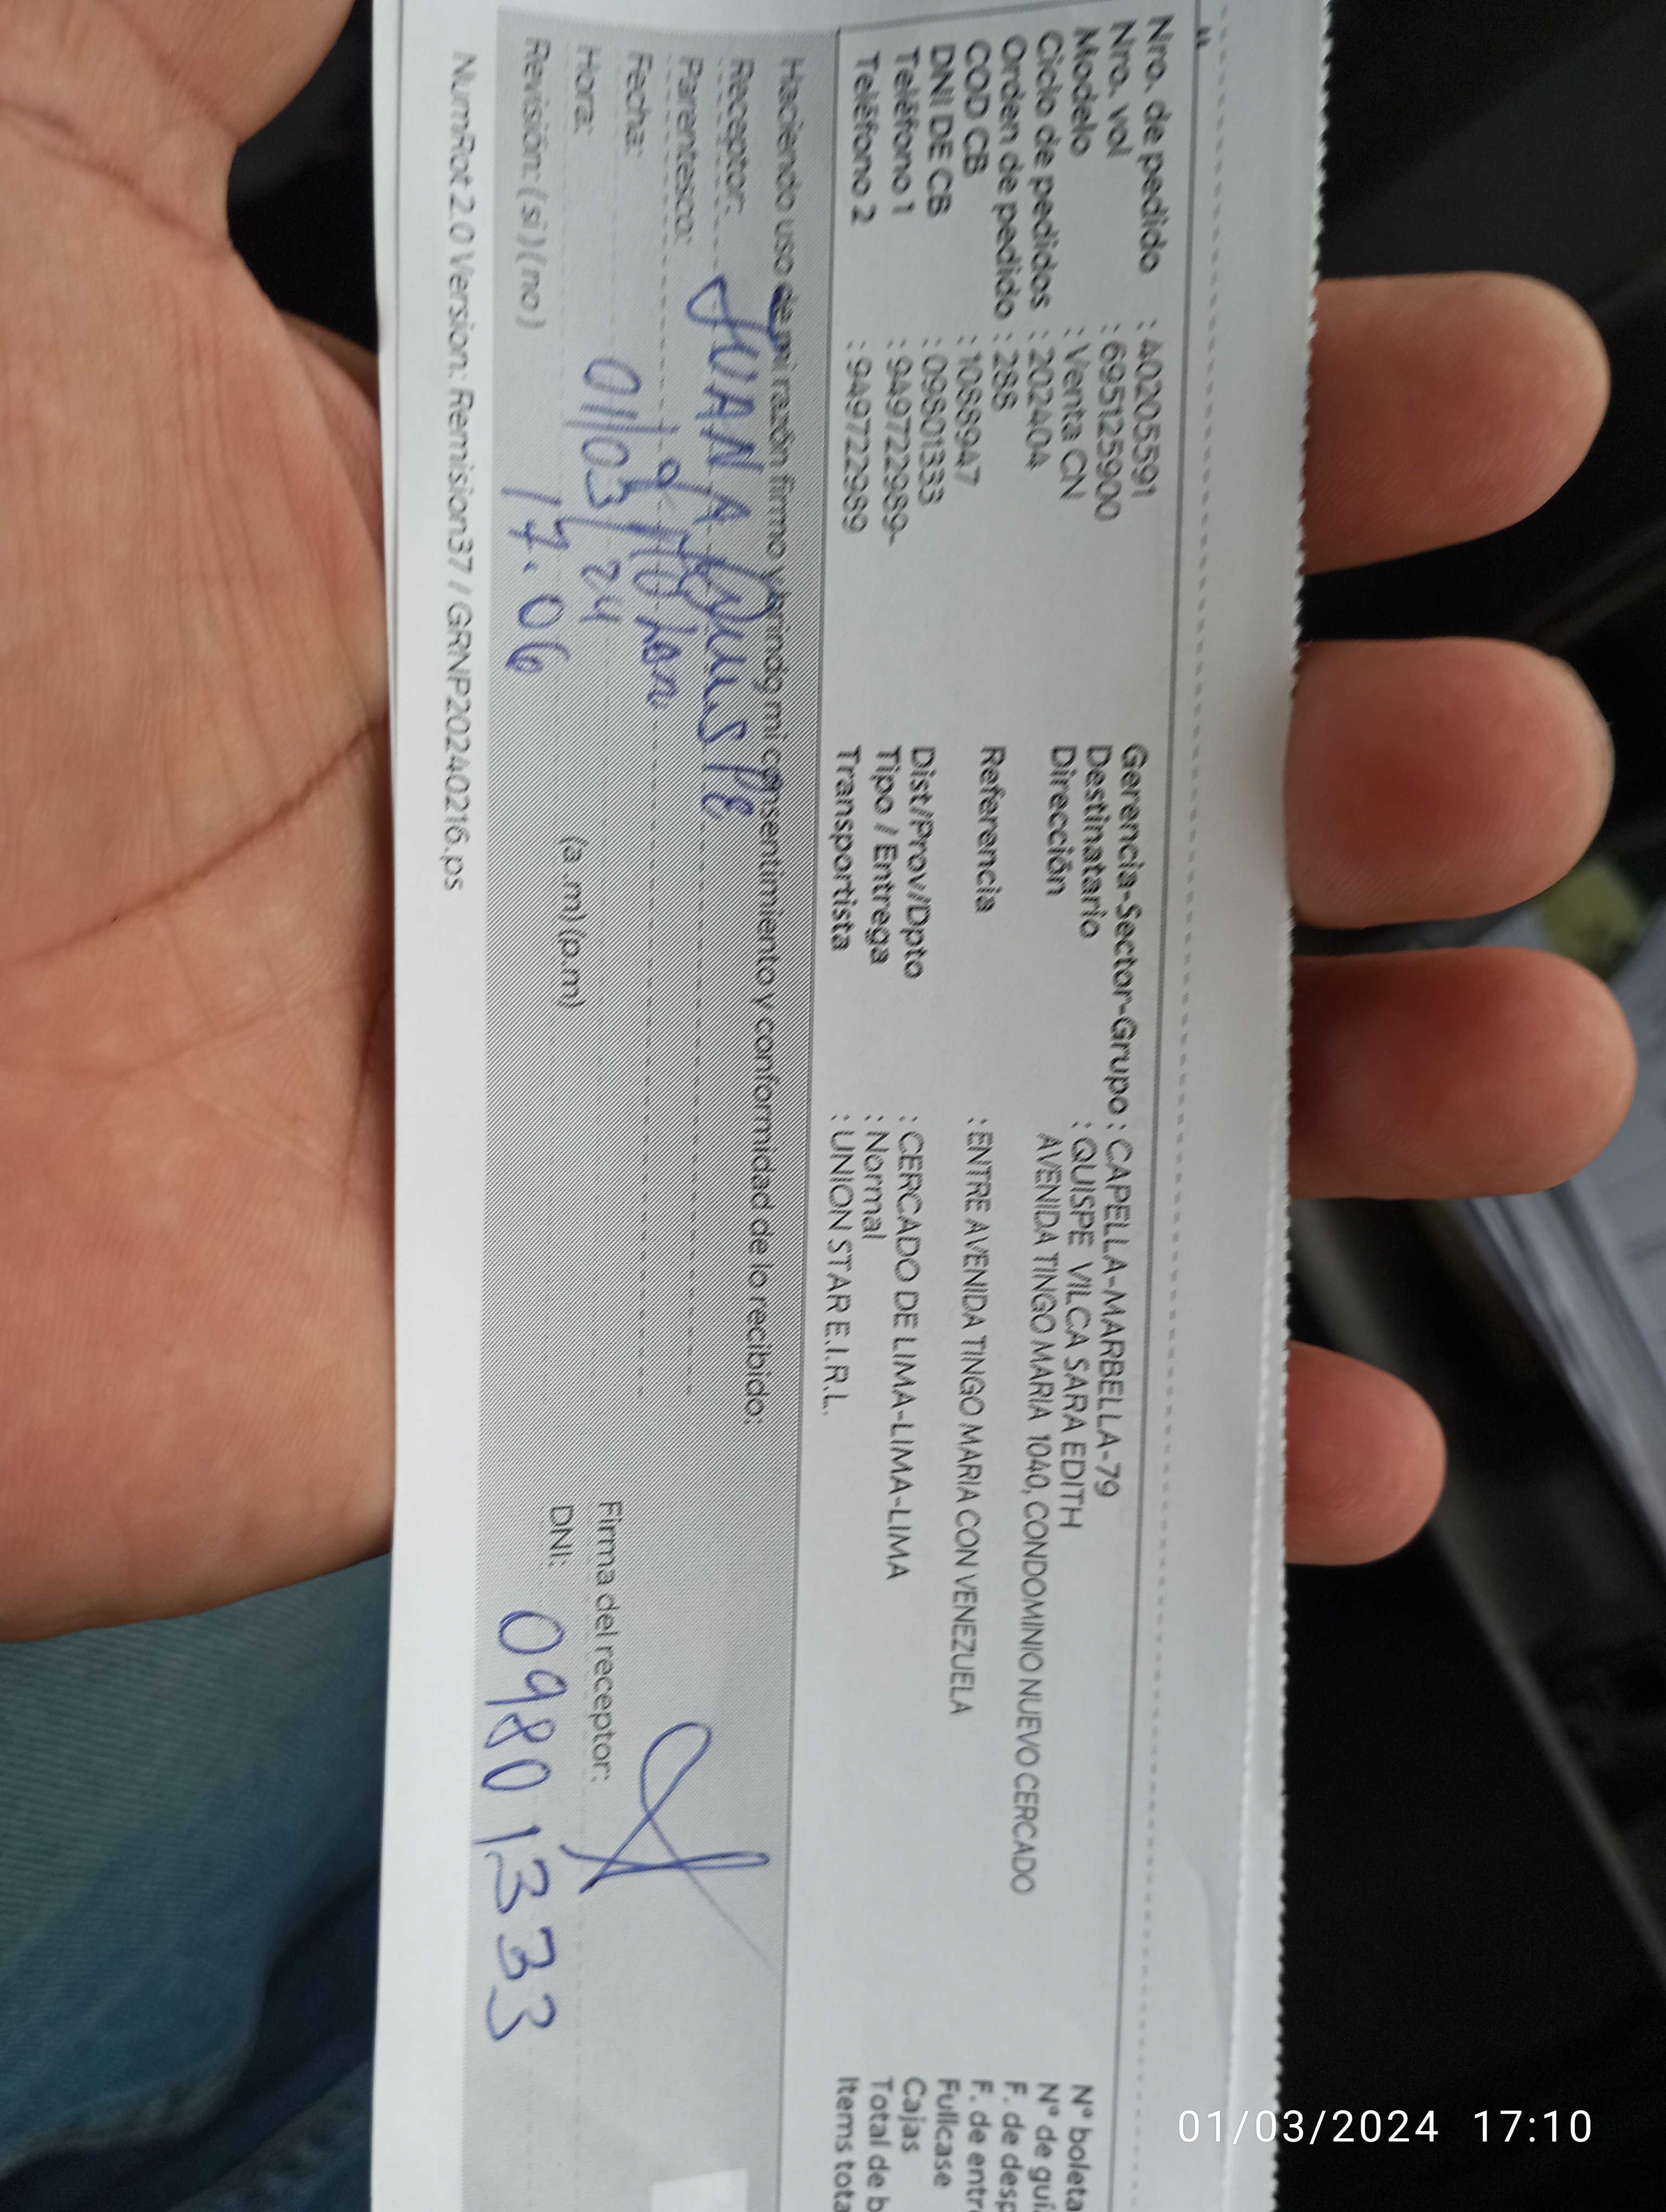 Nro. de pedido : 40205591
Nro. vol : 695125900
Modelo : Venta CN
Ciclo de pedidos : 202404
Orden de pedido : 288
COD CB : 1088947
DNI DE CB : 09801333
Teléfono 1 : 949722989-
Teléfono 2 : 949722989
Gerencia-Sector-Grupo : CAPELLA-MARBELLA-79
Destinatario : QUISPE VILCA SARA EDITH
Dirección AVENIDA TINGO MARIA 1040, CONDOMINIO NUEVO CERCADO
Referencia : ENTRE AVENIDA TINGO MARIA CON VENEZUELA
Dist/Prov/Dpto : CERCADO DE LIMA-LIMA-LIMA
Tipo / Entrega : Normal
Transportista : UNION STAR E.I.R.L.
N° boleta
N° de guí
F. de desp
F. de entr
Fullcase
Cajas
Total de b
Items tota
Haciendo uso de mi razón firmo y brindo mi consentimiento y conformidad de lo recibido:
Receptor: JUAN
Parentesco:
Fecha: 01/03/24
Hora: 17.06 (a .m) (p.m)
Revisión: ( si ) ( no )
Firma del receptor:
DNI: 09801333
NumRot 2.0 Version: Remision37 / GRNP20240216.ps
01/03/2024 17:10